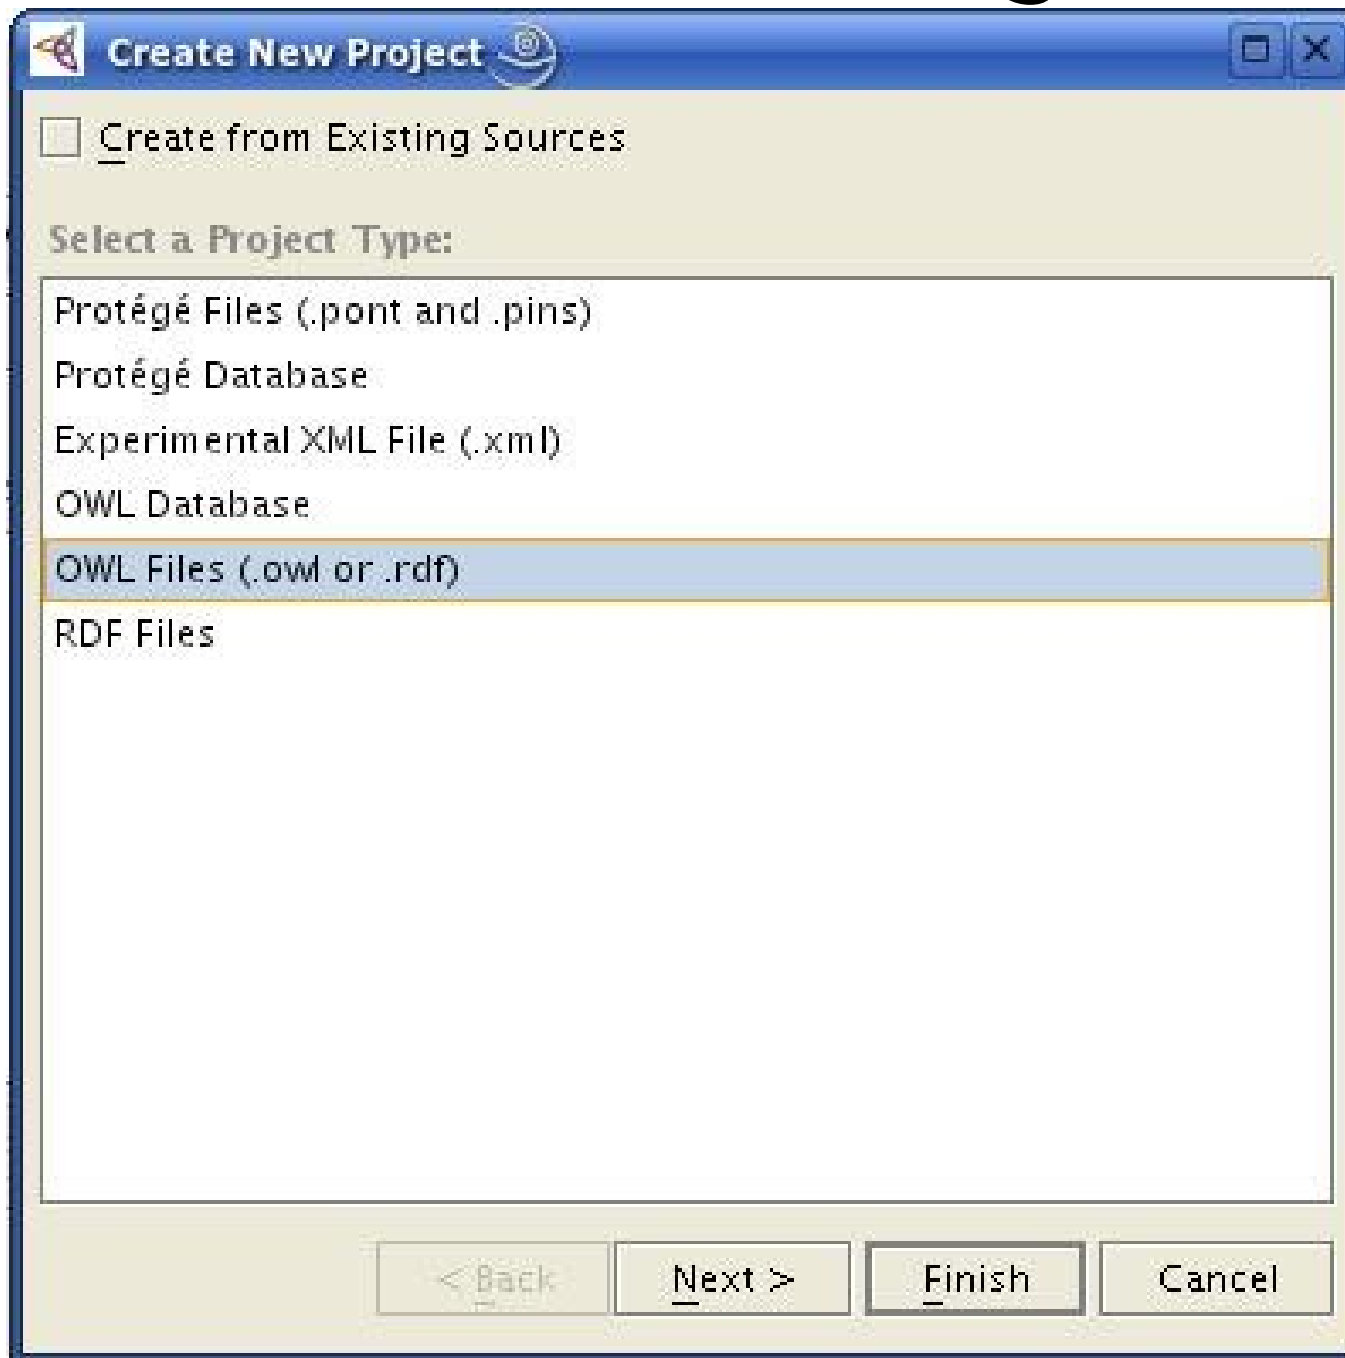 Create New Project
Create from Existing Sources
Select a Project Type:
Protégé Files (.pont and .pins)
Protégé Database
Experimental XML File (.xml)
OWL Database
OWL Files (.owl or .rdf)
RDF Files
< Back Next > Finish Cancel